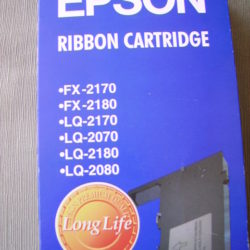 EPSON
RIBBON CARTRIDGE
•FX-2170
•FX-2180
•LQ-2170
•LQ-2070
•LQ-2180
•LQ-2080
Long Life